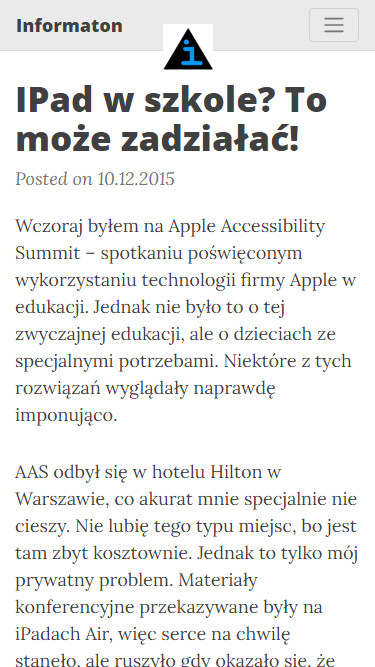 Informaton
i
IPad w szkole? To
może zadziałać!
Posted on 10.12.2015
Wczoraj byłem na Apple Accessibility
Summit – spotkaniu poświęconym
wykorzystaniu technologii firmy Apple w
edukacji. Jednak nie było to o tej
zwyczajnej edukacji, ale o dzieciach ze
specjalnymi potrzebami. Niektóre z tych
rozwiązań wyglądały naprawdę
imponująco.
AAS odbył się w hotelu Hilton w
Warszawie, co akurat mnie specjalnie nie
cieszy. Nie lubię tego typu miejsc, bo jest
tam zbyt kosztownie. Jednak to tylko mój
prywatny problem. Materiały
konferencyjne przekazywane były na
iPadach Air, więc serce na chwilę
stanęło, ale ruszyło gdy okazało się, że